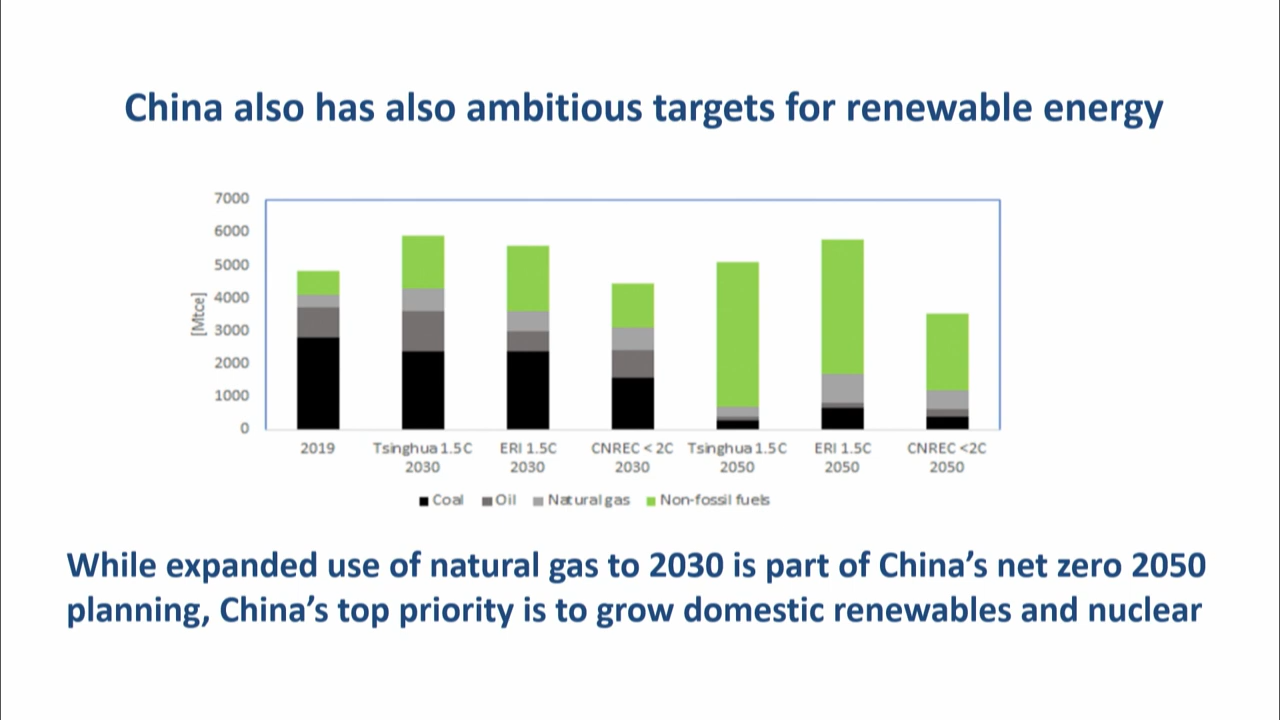 China also has also ambitious targets for renewable energy
7000
6000
5000
4000
3000
2000
1000
0
[Mtce]
2019
Tsinghua 1.5C 2030
ERI 1.5C 2030
CNREC < 2C 2030
Tsinghua 1.5C 2050
ERI 1.5C 2050
CNREC <2C 2050
Coal
Oil
Natural gas
Non-fossil fuels
While expanded use of natural gas to 2030 is part of China's net zero 2050
planning, China's top priority is to grow domestic renewables and nuclear